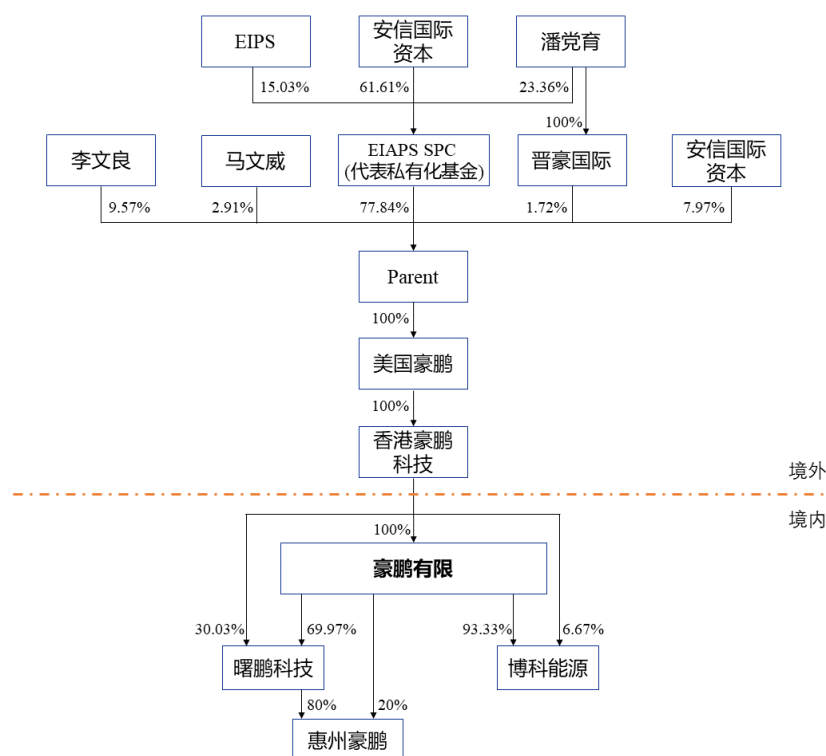 EIPS
安信国际
资本
潘党育
15.03%
61.61%
23.36%
100%
李文良
马文威
EIAPS SPC
(代表私有化基金)
晋豪国际
安信国际
资本
9.57%
2.91%
77.84%
1.72%
7.97%
Parent
100%
美国豪鹏
100%
香港豪鹏
科技
境外
境内
100%
豪鹏有限
30.03%
69.97%
93.33%
6.67%
曙鹏科技
博科能源
80%
20%
惠州豪鹏